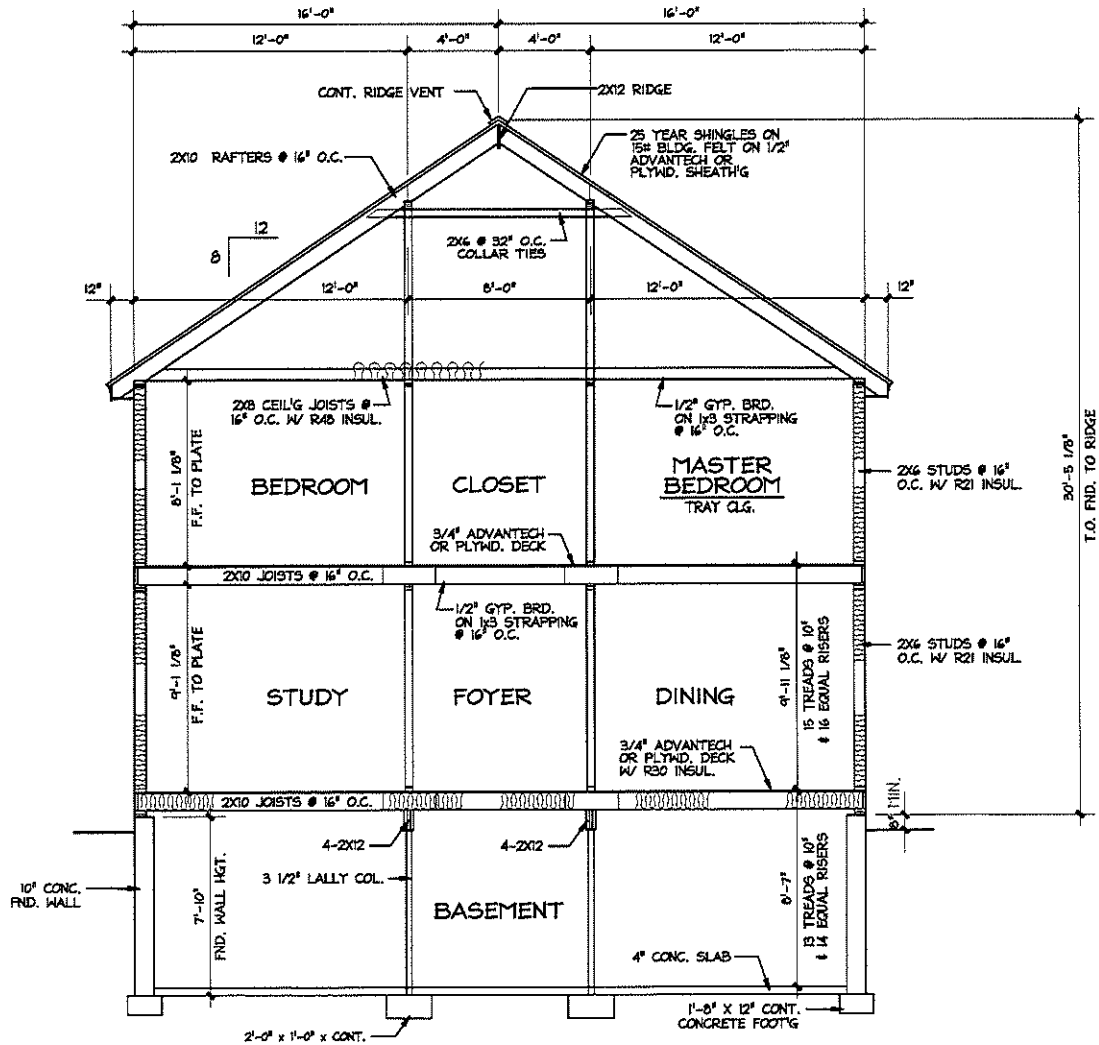 16'-0" 16'-0"
12'-0" 4'-0" 4'-0" 12'-0"
CONT. RIDGE VENT
2X12 RIDGE
2X10 RAFTERS @ 16" O.C.
25 YEAR SHINGLES ON
15# BLDG. FELT ON 1/2"
ADVANTECH OR
PLYWD. SHEATH'G
12
8
2X6 @ 32" O.C.
COLLAR TIES
12" 12'-0" 8'-0" 12'-0" 12"
2X8 CEIL'G JOISTS @
16" O.C. W/ R48 INSUL.
1/2" GYP. BRD.
ON 1x3 STRAPPING
@ 16" O.C.
8'-1 1/8"
F.F. TO PLATE
BEDROOM
CLOSET
MASTER
BEDROOM
TRAY CLG.
2X6 STUDS @ 16"
O.C. W/ R21 INSUL.
30'-5 1/8"
T.O. FND. TO RIDGE
3/4" ADVANTECH
OR PLYWD. DECK
2X10 JOISTS @ 16" O.C.
1/2" GYP. BRD.
ON 1x3 STRAPPING
@ 16" O.C.
9'-1 1/8"
F.F. TO PLATE
STUDY
FOYER
DINING
9'-11 1/8"
15 TREADS @ 10"
& 16 EQUAL RISERS
2X6 STUDS @ 16"
O.C. W/ R21 INSUL.
3/4" ADVANTECH
OR PLYWD. DECK
W/ R30 INSUL.
2X10 JOISTS @ 16" O.C.
8" MIN.
4-2X12
4-2X12
10" CONC.
FND. WALL
7'-10"
FND. WALL HGT.
3 1/2" LALLY COL.
BASEMENT
8'-7"
13 TREADS @ 10"
& 14 EQUAL RISERS
4" CONC. SLAB
2'-0" x 1'-0" x CONT.
1'-8" X 12" CONT.
CONCRETE FOOT'G